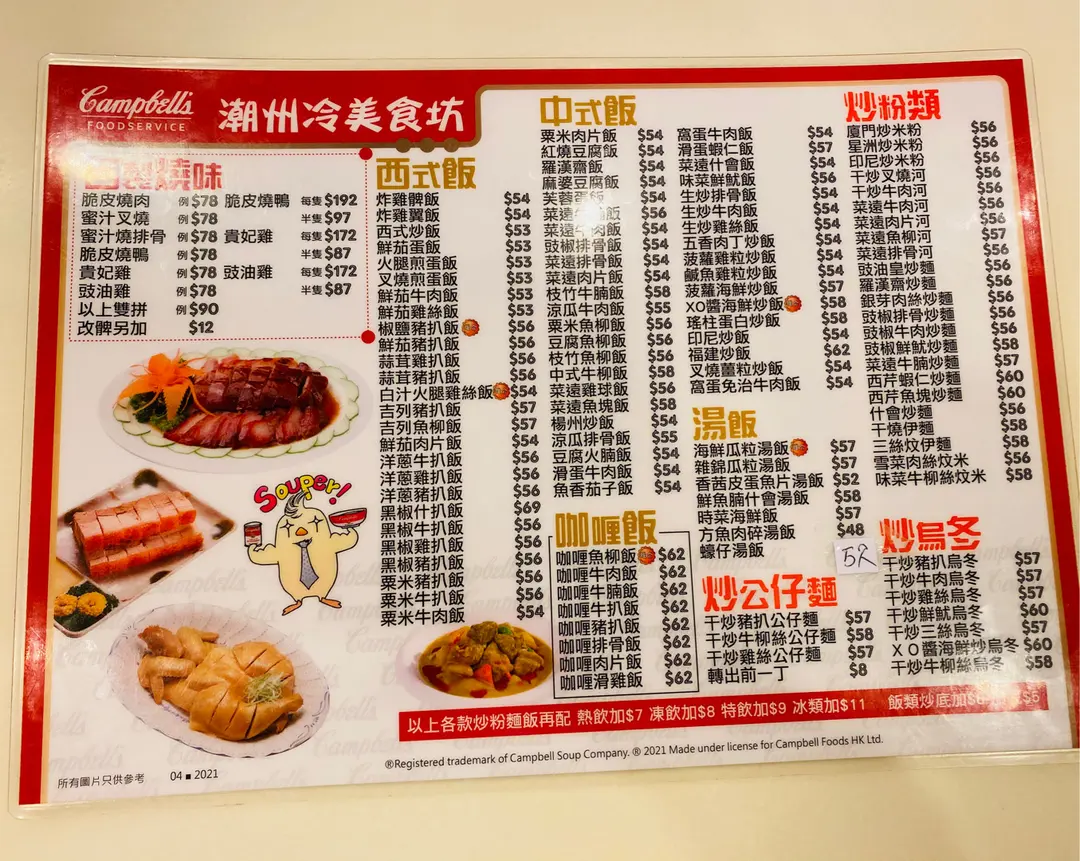 Campbell's
FOODSERVICE
潮州冷美食坊
燒味
脆皮燒肉 例$78 脆皮燒鴨 每隻$192
蜜汁叉燒 例$78 半隻$97
蜜汁燒排骨 例$78 貴妃雞 每隻$172
脆皮燒鴨 例$78 半隻$87
貴妃雞 例$78 豉油雞 每隻$172
豉油雞 例$78 半隻$87
以上雙拼 例$90
改髀另加 $12
Souper!
西式飯
炸雞髀飯 $54
炸雞翼飯 $54
西式炒飯 $53
鮮茄蛋飯 $53
火腿煎蛋飯 $53
叉燒煎蛋飯 $53
鮮茄牛肉飯 $53
鮮茄雞絲飯 $53
椒鹽豬扒飯 $56
鮮茄豬扒飯 $56
蒜茸雞扒飯 $56
蒜茸豬扒飯 $56
白汁火腿雞絲飯 $54
吉列豬扒飯 $57
吉列魚柳飯 $57
鮮茄肉片飯 $54
洋蔥牛扒飯 $56
洋蔥雞扒飯 $56
洋蔥豬扒飯 $56
黑椒什扒飯 $69
黑椒牛扒飯 $56
黑椒雞扒飯 $56
黑椒豬扒飯 $56
粟米豬扒飯 $56
粟米牛扒飯 $56
粟米牛肉飯 $54
中式飯
粟米肉片飯 $54
紅燒豆腐飯 $54
羅漢齋飯 $54
麻婆豆腐飯 $54
芙蓉蛋飯 $54
菜遠 飯 $56
菜遠 飯 $54
豉椒排骨飯 $54
菜遠排骨飯 $54
菜遠肉片飯 $54
枝竹牛腩飯 $58
涼瓜牛肉飯 $55
粟米魚柳飯 $56
豆腐魚柳飯 $56
枝竹魚柳飯 $56
中式牛柳飯 $58
菜遠雞球飯 $56
菜遠魚塊飯 $58
楊州炒飯 $54
涼瓜排骨飯 $55
豆腐火腩飯 $54
滑蛋牛肉飯 $54
魚香茄子飯 $54
窩蛋牛肉飯 $54
滑蛋蝦仁飯 $57
菜遠什會飯 $54
味菜鮮魷飯 $56
生炒排骨飯 $54
生炒牛肉飯 $54
生炒雞絲飯 $54
五香肉丁炒飯 $54
菠蘿雞粒炒飯 $54
鹹魚雞粒炒飯 $54
菠蘿海鮮炒飯 $57
XO醬海鮮炒飯 $58
瑤柱蛋白炒飯 $58
印尼炒飯 $54
福建炒飯 $62
叉燒薑粒炒飯 $54
窩蛋免治牛肉飯 $54
咖喱飯
咖喱魚柳飯 $62
咖喱牛肉飯 $62
咖喱牛腩飯 $62
咖喱牛扒飯 $62
咖喱豬扒飯 $62
咖喱排骨飯 $62
咖喱肉片飯 $62
咖喱滑雞飯 $62
湯飯
海鮮瓜粒湯飯 $57
雜錦瓜粒湯飯 $57
香茜皮蛋魚片湯飯 $52
鮮魚腩什會湯飯 $58
時菜海鮮飯 $57
方魚肉碎湯飯 $48
蠔仔湯飯 52
炒公仔麵
干炒豬扒公仔麵 $57
干炒牛柳絲公仔麵 $58
干炒雞絲公仔麵 $57
轉出前一丁 $8
炒粉類
廈門炒米粉 $56
星洲炒米粉 $56
印尼炒米粉 $56
干炒叉燒河 $56
干炒牛肉河 $56
菜遠牛肉河 $56
菜遠肉片河 $56
菜遠魚柳河 $57
菜遠排骨河 $56
豉油皇炒麵 $56
羅漢齋炒麵 $56
銀芽肉絲炒麵 $56
豉椒排骨炒麵 $56
豉椒牛肉炒麵 $56
豉椒鮮魷炒麵 $58
菜遠牛腩炒麵 $57
西芹蝦仁炒麵 $60
西芹魚塊炒麵 $60
什會炒麵 $56
干燒伊麵 $58
三絲炆伊麵 $58
雪菜肉絲炆米 $56
味菜牛柳絲炆米 $58
炒烏冬
干炒豬扒烏冬 $57
干炒牛肉烏冬 $57
干炒雞絲烏冬 $57
干炒鮮魷烏冬 $60
干炒三絲烏冬 $57
XO醬海鮮炒烏冬 $60
干炒牛柳絲烏冬 $58
以上各款炒粉麵飯再配 熱飲加$7 凍飲加$8 特飲加$9 冰類加$11 飯類炒底加 $5
®Registered trademark of Campbell Soup Company. ® 2021 Made under license for Campbell Foods HK Ltd.
所有圖片只供參考 04 ■ 2021